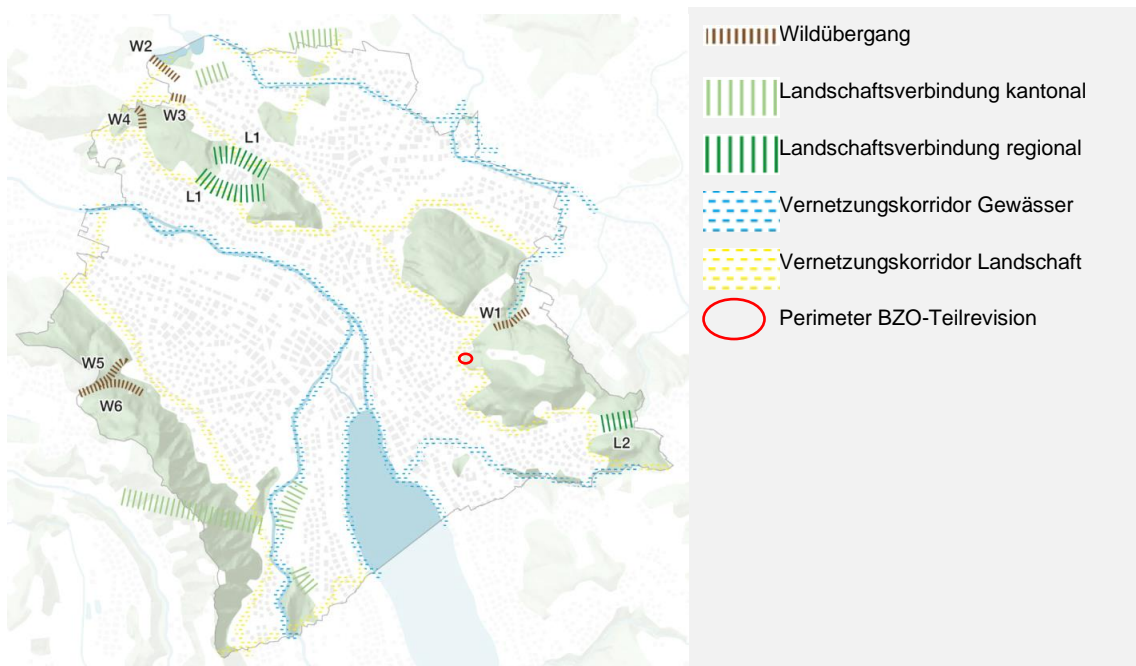 W2
W3
W4
L1
L1
W1
W5
W6
L2
Wildübergang
Landschaftsverbindung kantonal
Landschaftsverbindung regional
Vernetzungskorridor Gewässer
Vernetzungskorridor Landschaft
Perimeter BZO-Teilrevision